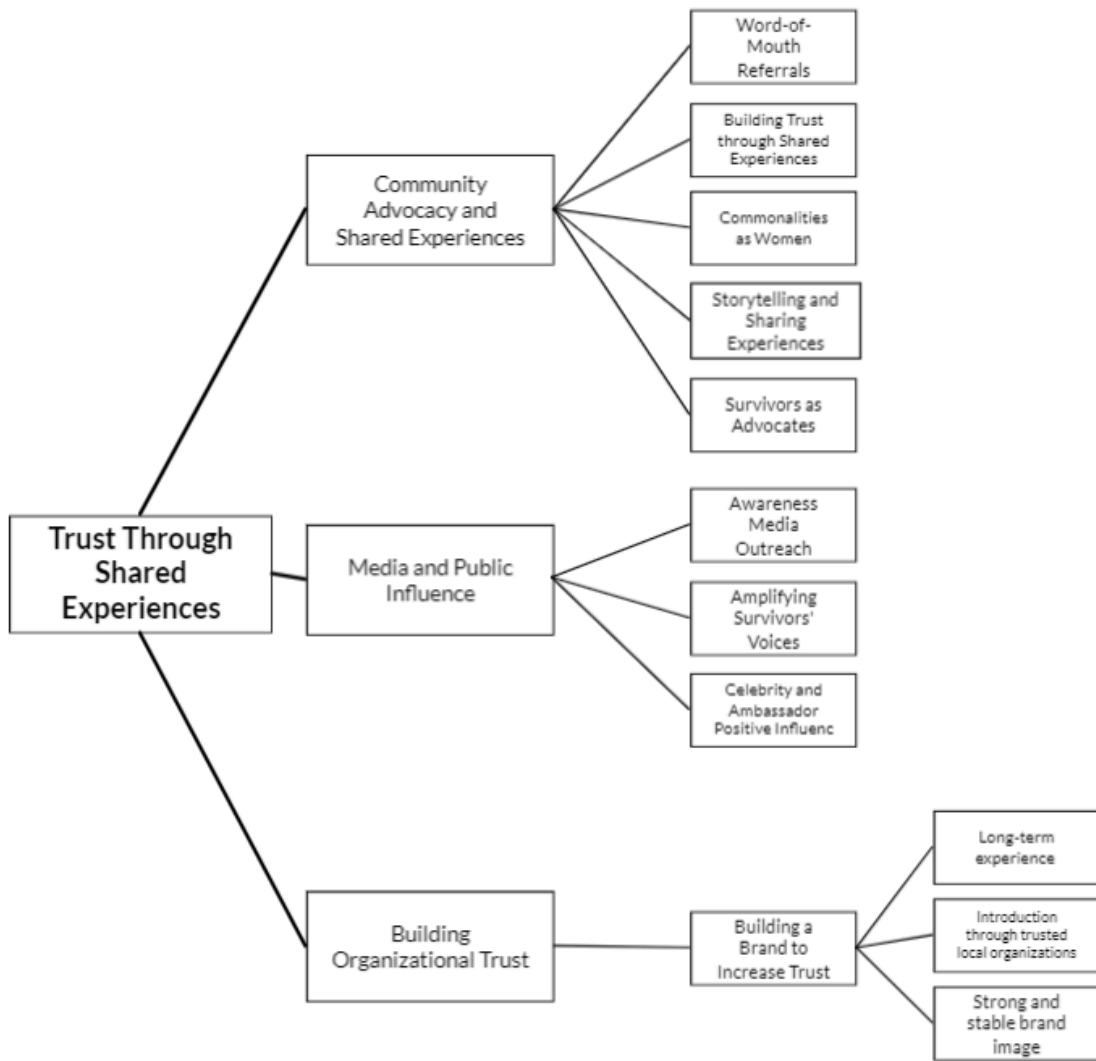 Word-of-
Mouth
Referrals
Building Trust
through Shared
Experiences
Community
Advocacy and
Shared Experiences
Commonalities
as Women
Storytelling and
Sharing
Experiences
Survivors as
Advocates
Trust Through
Shared
Experiences
Media and Public
Influence
Awareness
Media
Outreach
Amplifying
Survivors'
Voices
Celebrity and
Ambassador
Positive Influenc
Building
Organizational Trust
Building a
Brand to
Increase Trust
Long-term
experience
Introduction
through trusted
local organizations
Strong and
stable brand
image